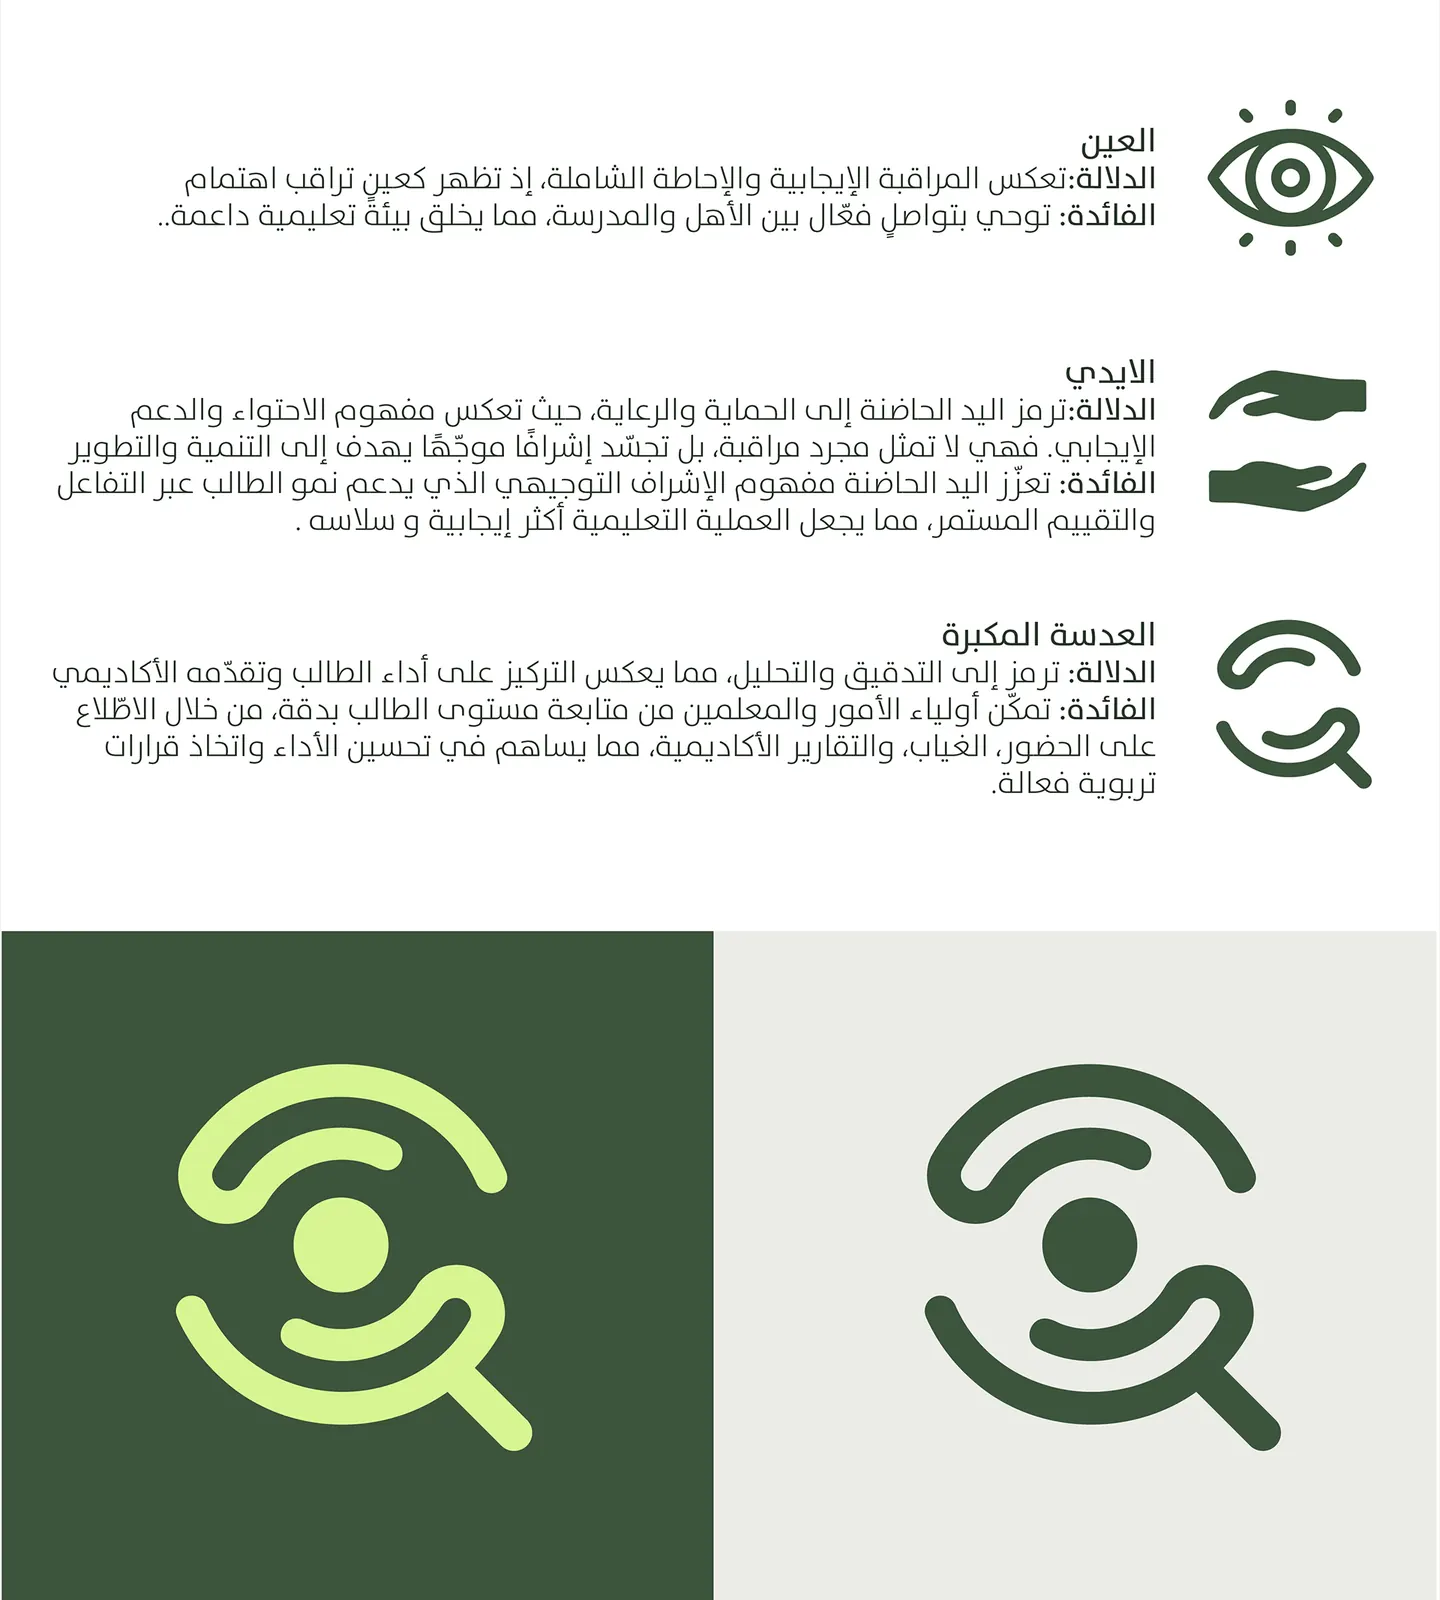 العين
الدلالة:تعكس المراقبة الإيجابية والإحاطة الشاملة، إذ تظهر كعينٍ تراقب اهتمام
الفائدة: توحي بتواصلٍ فعّال بين الأهل والمدرسة، مما يخلق بيئةً تعليمية داعمة..
الايدي
الدلالة:ترمز اليد الحاضنة إلى الحماية والرعاية، حيث تعكس مفهوم الاحتواء والدعم
الإيجابي. فهي لا تمثل مجرد مراقبة، بل تجسّد إشرافًا موجّهًا يهدف إلى التنمية والتطوير
الفائدة: تعزّز اليد الحاضنة مفهوم الإشراف التوجيهي الذي يدعم نمو الطالب عبر التفاعل
والتقييم المستمر، مما يجعل العملية التعليمية أكثر إيجابية و سلاسه .
العدسة المكبرة
الدلالة: ترمز إلى التدقيق والتحليل، مما يعكس التركيز على أداء الطالب وتقدّمه الأكاديمي
الفائدة: تمكّن أولياء الأمور والمعلمين من متابعة مستوى الطالب بدقة، من خلال الاطّلاع
على الحضور، الغياب، والتقارير الأكاديمية، مما يساهم في تحسين الأداء واتخاذ قرارات
تربوية فعالة.